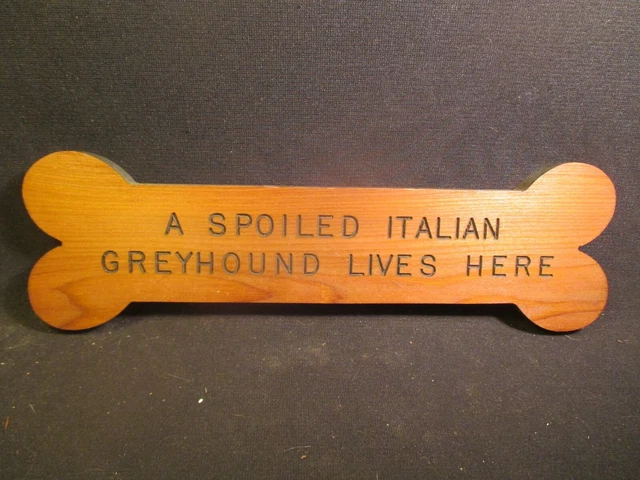 A SPOILED ITALIAN
GREYHOUND LIVES HERE